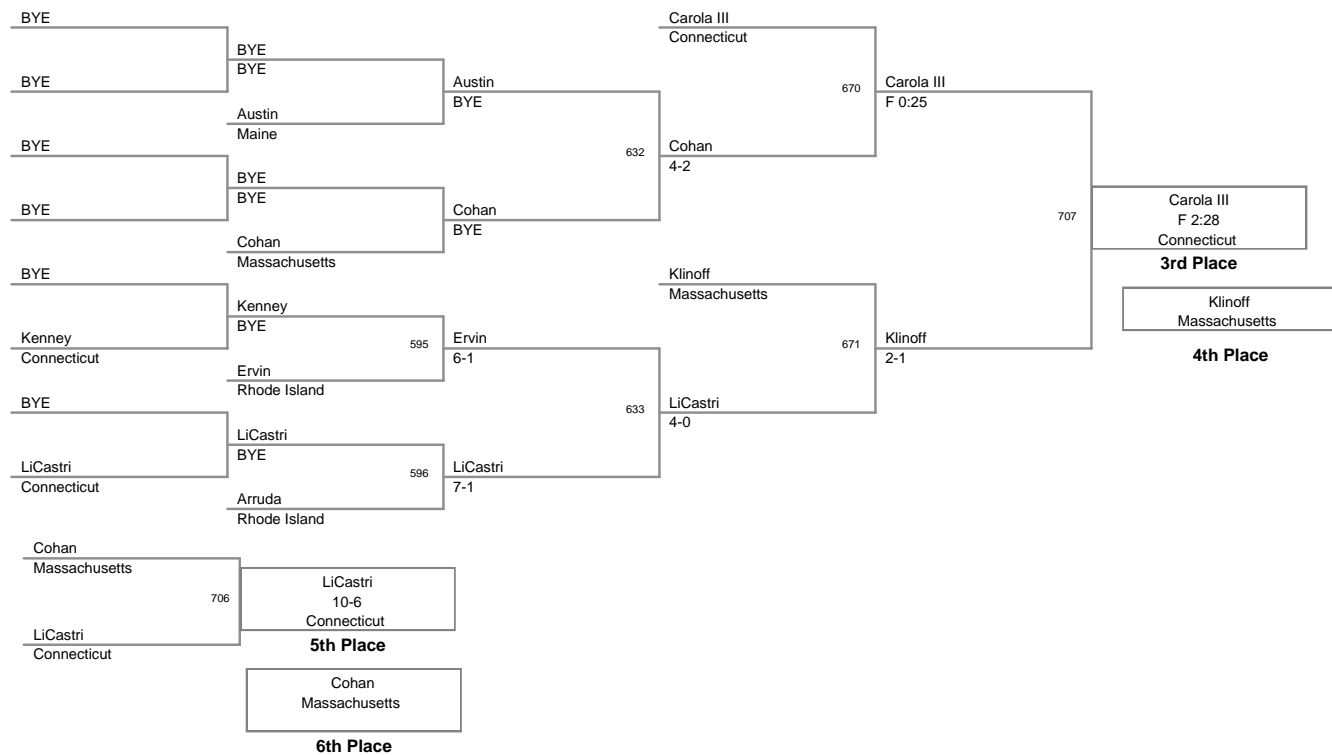 BYE
Carola III
Connecticut
BYE
BYE
BYE
Austin
BYE
Carola III
F 0:25
670
Austin
Maine
BYE
632
Cohan
4-2
BYE
BYE
BYE
Cohan
BYE
707
Carola III
F 2:28
Connecticut
3rd Place
Cohan
Massachusetts
BYE
Klinoff
Massachusetts
Klinoff
Massachusetts
4th Place
Kenney
BYE
Kenney
Connecticut
595
Ervin
6-1
671
Klinoff
2-1
Ervin
Rhode Island
BYE
633
LiCastri
4-0
LiCastri
BYE
LiCastri
Connecticut
596
LiCastri
7-1
Arruda
Rhode Island
Cohan
Massachusetts
706
LiCastri
10-6
Connecticut
5th Place
LiCastri
Connecticut
Cohan
Massachusetts
6th Place